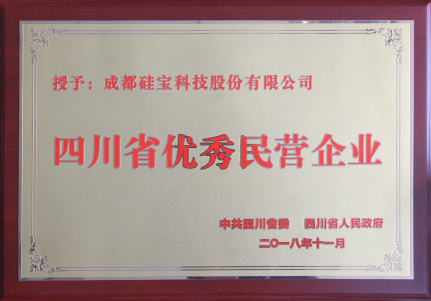 授予：成都硅宝科技股份有限公司
四川省优秀民营企业
中共四川省委 四川省人民政府
二〇一八年十一月